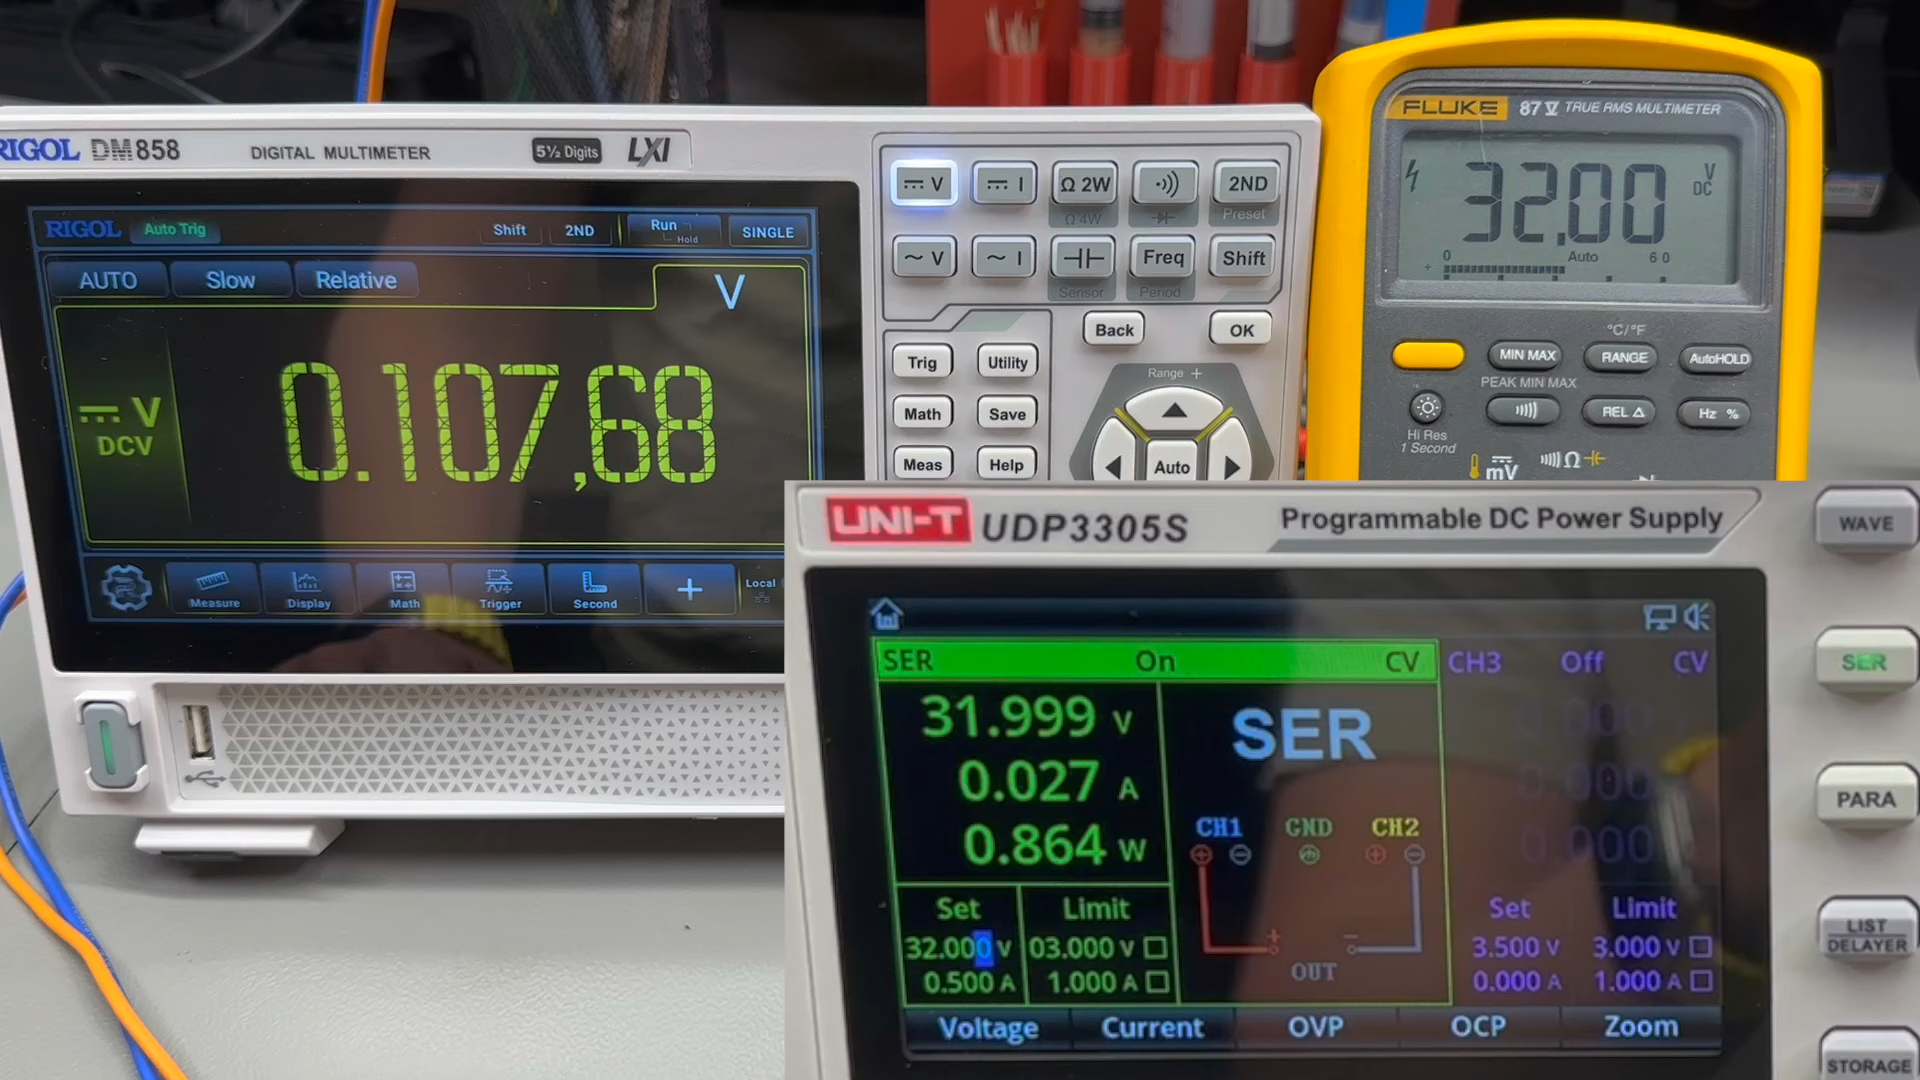 RIGOL DM858 DIGITAL MULTIMETER 5½ Digits LXI
RIGOL Auto Trig Shift 2ND Run Hold SINGLE
AUTO Slow Relative V
V
DCV
0.107,68
Measure Display Math Trigger Second + Local
V I Ω 2W 2ND
Ω 4W Preset
~ V ~ I Freq Shift
Sensor Period
Back OK
Trig Utility
Math Save
Meas Help
Range +
Auto
FLUKE 87 V TRUE RMS MULTIMETER
32.00 V DC
0 Auto 60
°C/°F
MIN MAX RANGE AutoHOLD
PEAK MIN MAX
REL Δ Hz %
Hi Res
1 Second
mV Ω
UNI-T UDP3305S Programmable DC Power Supply
SER On CV CH3 Off CV
31.999 V
0.027 A
0.864 W
SER
CH1 GND CH2
+ −
OUT
0.000
0.000
0.000
Set Limit
32.000 V 03.000 V
0.500 A 1.000 A
Set Limit
3.500 V 3.000 V
0.000 A 1.000 A
Voltage Current OVP OCP Zoom
WAVE
SER
PARA
LIST
DELAYER
STORAGE